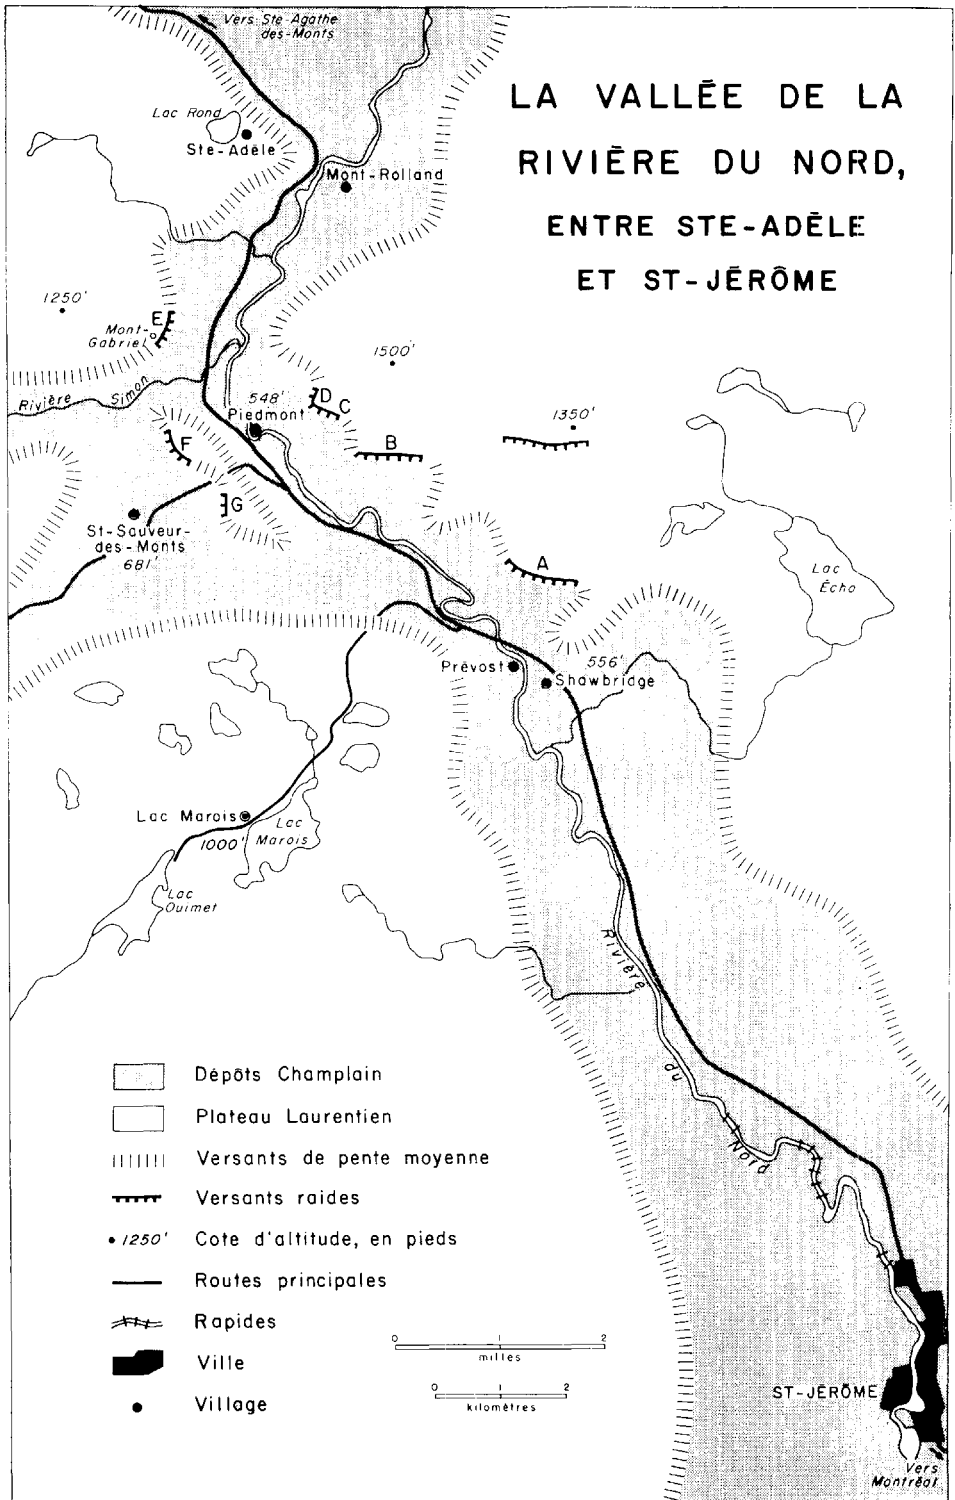 Vers Ste-Agathe
des-Monts
LA VALLÉE DE LA
RIVIÈRE DU NORD,
ENTRE STE-ADÈLE
ET ST-JÉRÔME
Lac Rond
Ste-Adèle
Mont-Rolland
1250'
E
Mont-
Gabriel
1500'
Rivière Simon
548'
Piedmont
D
C
1350'
B
F
G
St-Sauveur-
des-Monts
681'
A
Lac
Écho
Prévost
556'
Shawbridge
Lac Marois
1000'
Lac
Marois
Lac
Ouimet
Rivière du Nord
Dépôts Champlain
Plateau Laurentien
Versants de pente moyenne
Versants raides
1250' Cote d'altitude, en pieds
Routes principales
Rapides
Ville
Village
0 1 2
milles
0 1 2
kilomètres
ST-JÉRÔME
Vers
Montréal